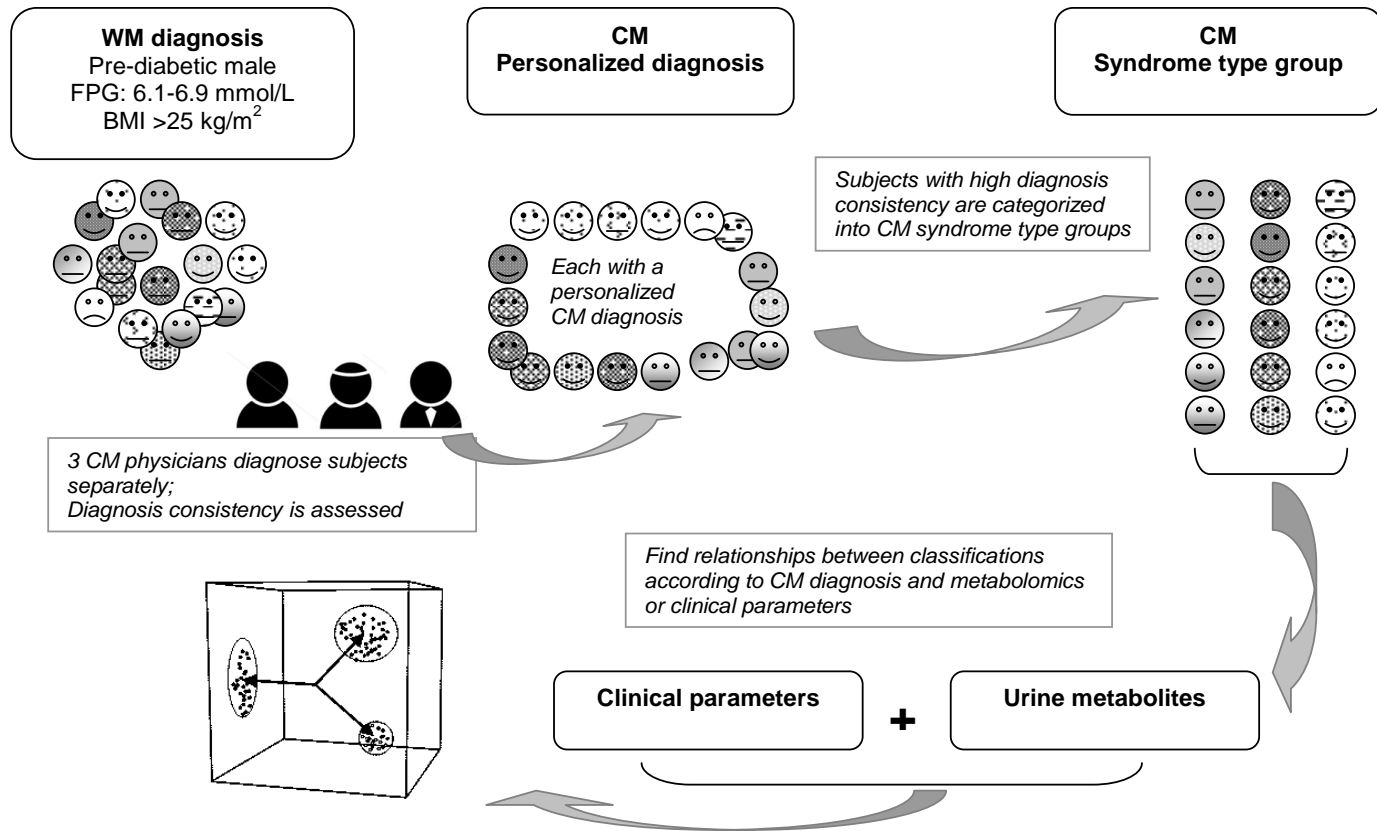 WM diagnosis
Pre-diabetic male
FPG: 6.1-6.9 mmol/L
BMI >25 kg/m²
CM
Personalized diagnosis
CM
Syndrome type group
Subjects with high diagnosis
consistency are categorized
into CM syndrome type groups
Each with a
personalized
CM diagnosis
3 CM physicians diagnose subjects
separately;
Diagnosis consistency is assessed
Find relationships between classifications
according to CM diagnosis and metabolomics
or clinical parameters
Clinical parameters
+
Urine metabolites